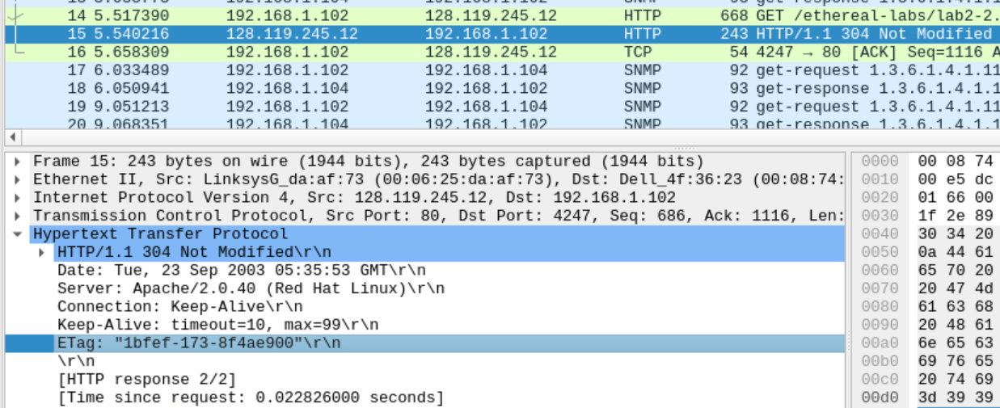 14 5.517390 192.168.1.102 128.119.245.12 HTTP 668 GET /ethereal-labs/lab2-2.
15 5.540216 128.119.245.12 192.168.1.102 HTTP 243 HTTP/1.1 304 Not Modified
16 5.658309 192.168.1.102 128.119.245.12 TCP 54 4247 → 80 [ACK] Seq=1116 A
17 6.033489 192.168.1.102 192.168.1.104 SNMP 92 get-request 1.3.6.1.4.1.11
18 6.050941 192.168.1.104 192.168.1.102 SNMP 93 get-response 1.3.6.1.4.1.1
19 9.051213 192.168.1.102 192.168.1.104 SNMP 92 get-request 1.3.6.1.4.1.11
20 9.068351 192.168.1.104 192.168.1.102 SNMP 93 get-response 1.3.6.1.4.1.1
Frame 15: 243 bytes on wire (1944 bits), 243 bytes captured (1944 bits)
Ethernet II, Src: LinksysG_da:af:73 (00:06:25:da:af:73), Dst: Dell_4f:36:23 (00:08:74:
Internet Protocol Version 4, Src: 128.119.245.12, Dst: 192.168.1.102
Transmission Control Protocol, Src Port: 80, Dst Port: 4247, Seq: 686, Ack: 1116, Len:
Hypertext Transfer Protocol
HTTP/1.1 304 Not Modified\r\n
Date: Tue, 23 Sep 2003 05:35:53 GMT\r\n
Server: Apache/2.0.40 (Red Hat Linux)\r\n
Connection: Keep-Alive\r\n
Keep-Alive: timeout=10, max=99\r\n
ETag: "1bfef-173-8f4ae900"\r\n
\r\n
[HTTP response 2/2]
[Time since request: 0.022826000 seconds]
0000 00 08 74
0010 00 e5 dc
0020 01 66 00
0030 1f 2e 89
0040 30 34 20
0050 0a 44 61
0060 65 70 20
0070 20 47 4d
0080 61 63 68
0090 20 48 61
00a0 6e 65 63
00b0 69 76 65
00c0 20 74 69
00d0 3d 39 39